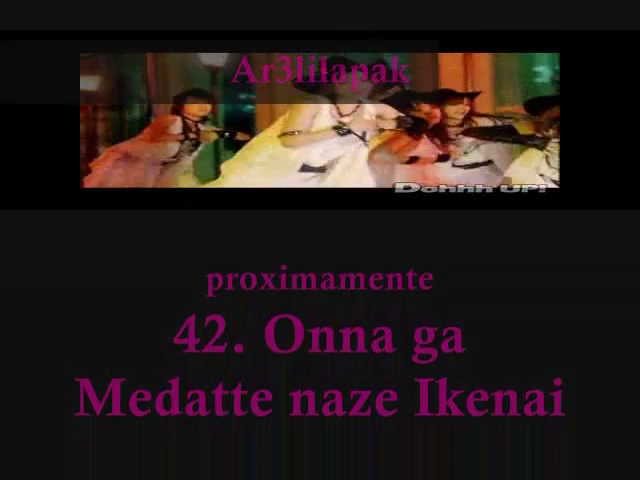 Ar3lilapak
Dohhh UP!
proximamente
42. Onna ga
Medatte naze Ikenai